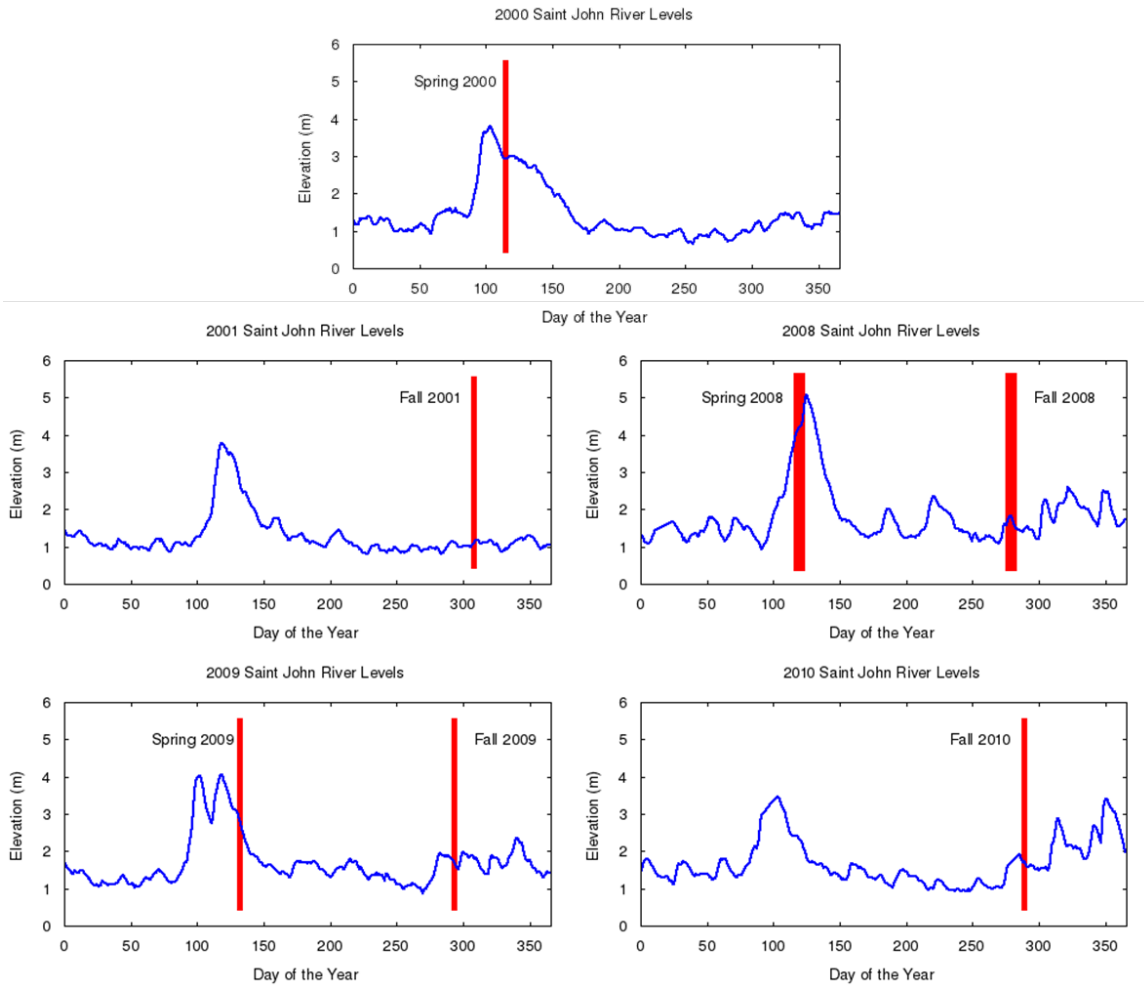 2000 Saint John River Levels
6
5
4
3
2
1
0
Elevation (m)
Spring 2000
0 50 100 150 200 250 300 350
Day of the Year
2001 Saint John River Levels
6
5
4
3
2
1
0
Elevation (m)
Fall 2001
0 50 100 150 200 250 300 350
Day of the Year
2008 Saint John River Levels
6
5
4
3
2
1
0
Elevation (m)
Spring 2008
Fall 2008
0 50 100 150 200 250 300 350
Day of the Year
2009 Saint John River Levels
6
5
4
3
2
1
0
Elevation (m)
Spring 2009
Fall 2009
0 50 100 150 200 250 300 350
Day of the Year
2010 Saint John River Levels
6
5
4
3
2
1
0
Elevation (m)
Fall 2010
0 50 100 150 200 250 300 350
Day of the Year